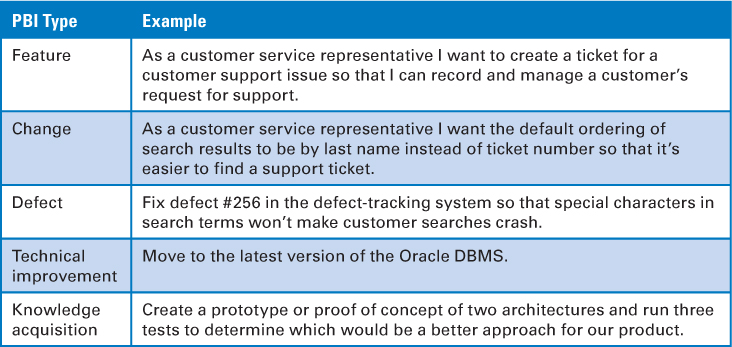 PBI Type Example
Feature As a customer service representative I want to create a ticket for a
customer support issue so that I can record and manage a customer’s
request for support.
Change As a customer service representative I want the default ordering of
search results to be by last name instead of ticket number so that it’s
easier to find a support ticket.
Defect Fix defect #256 in the defect-tracking system so that special characters in
search terms won’t make customer searches crash.
Technical Move to the latest version of the Oracle DBMS.
improvement
Knowledge Create a prototype or proof of concept of two architectures and run three
acquisition tests to determine which would be a better approach for our product.